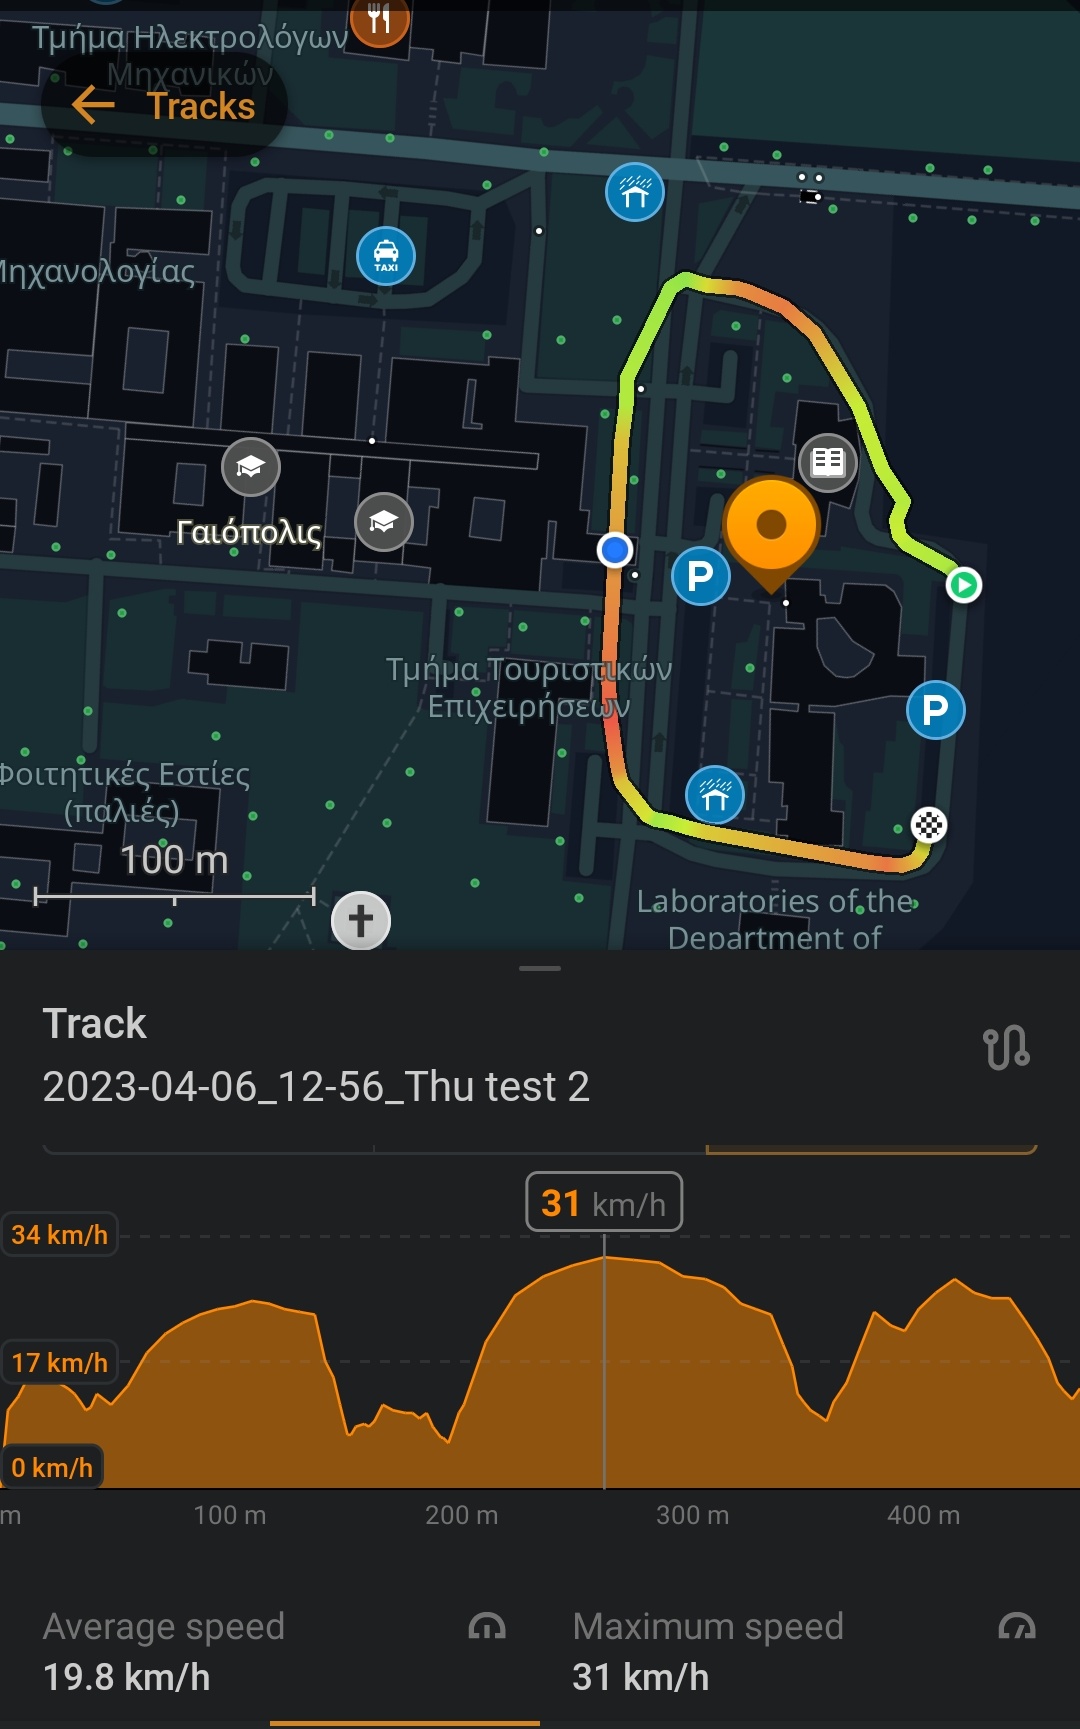 Τμήμα Ηλεκτρολόγων
Μηχανικών
Tracks
TAXI
Μηχανολογίας
Γαιόπολις
P
Τμήμα Τουριστικών
Επιχειρήσεων
P
Φοιτητικές Εστίες
(παλιές)
100 m
Laboratories of the
Department of
Track
2023-04-06_12-56_Thu test 2
31 km/h
34 km/h
17 km/h
0 km/h
m 100 m 200 m 300 m 400 m
Average speed Maximum speed
19.8 km/h 31 km/h